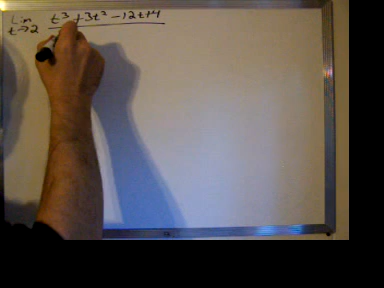 lim t³ + 3t² - 12t + 4
t→2